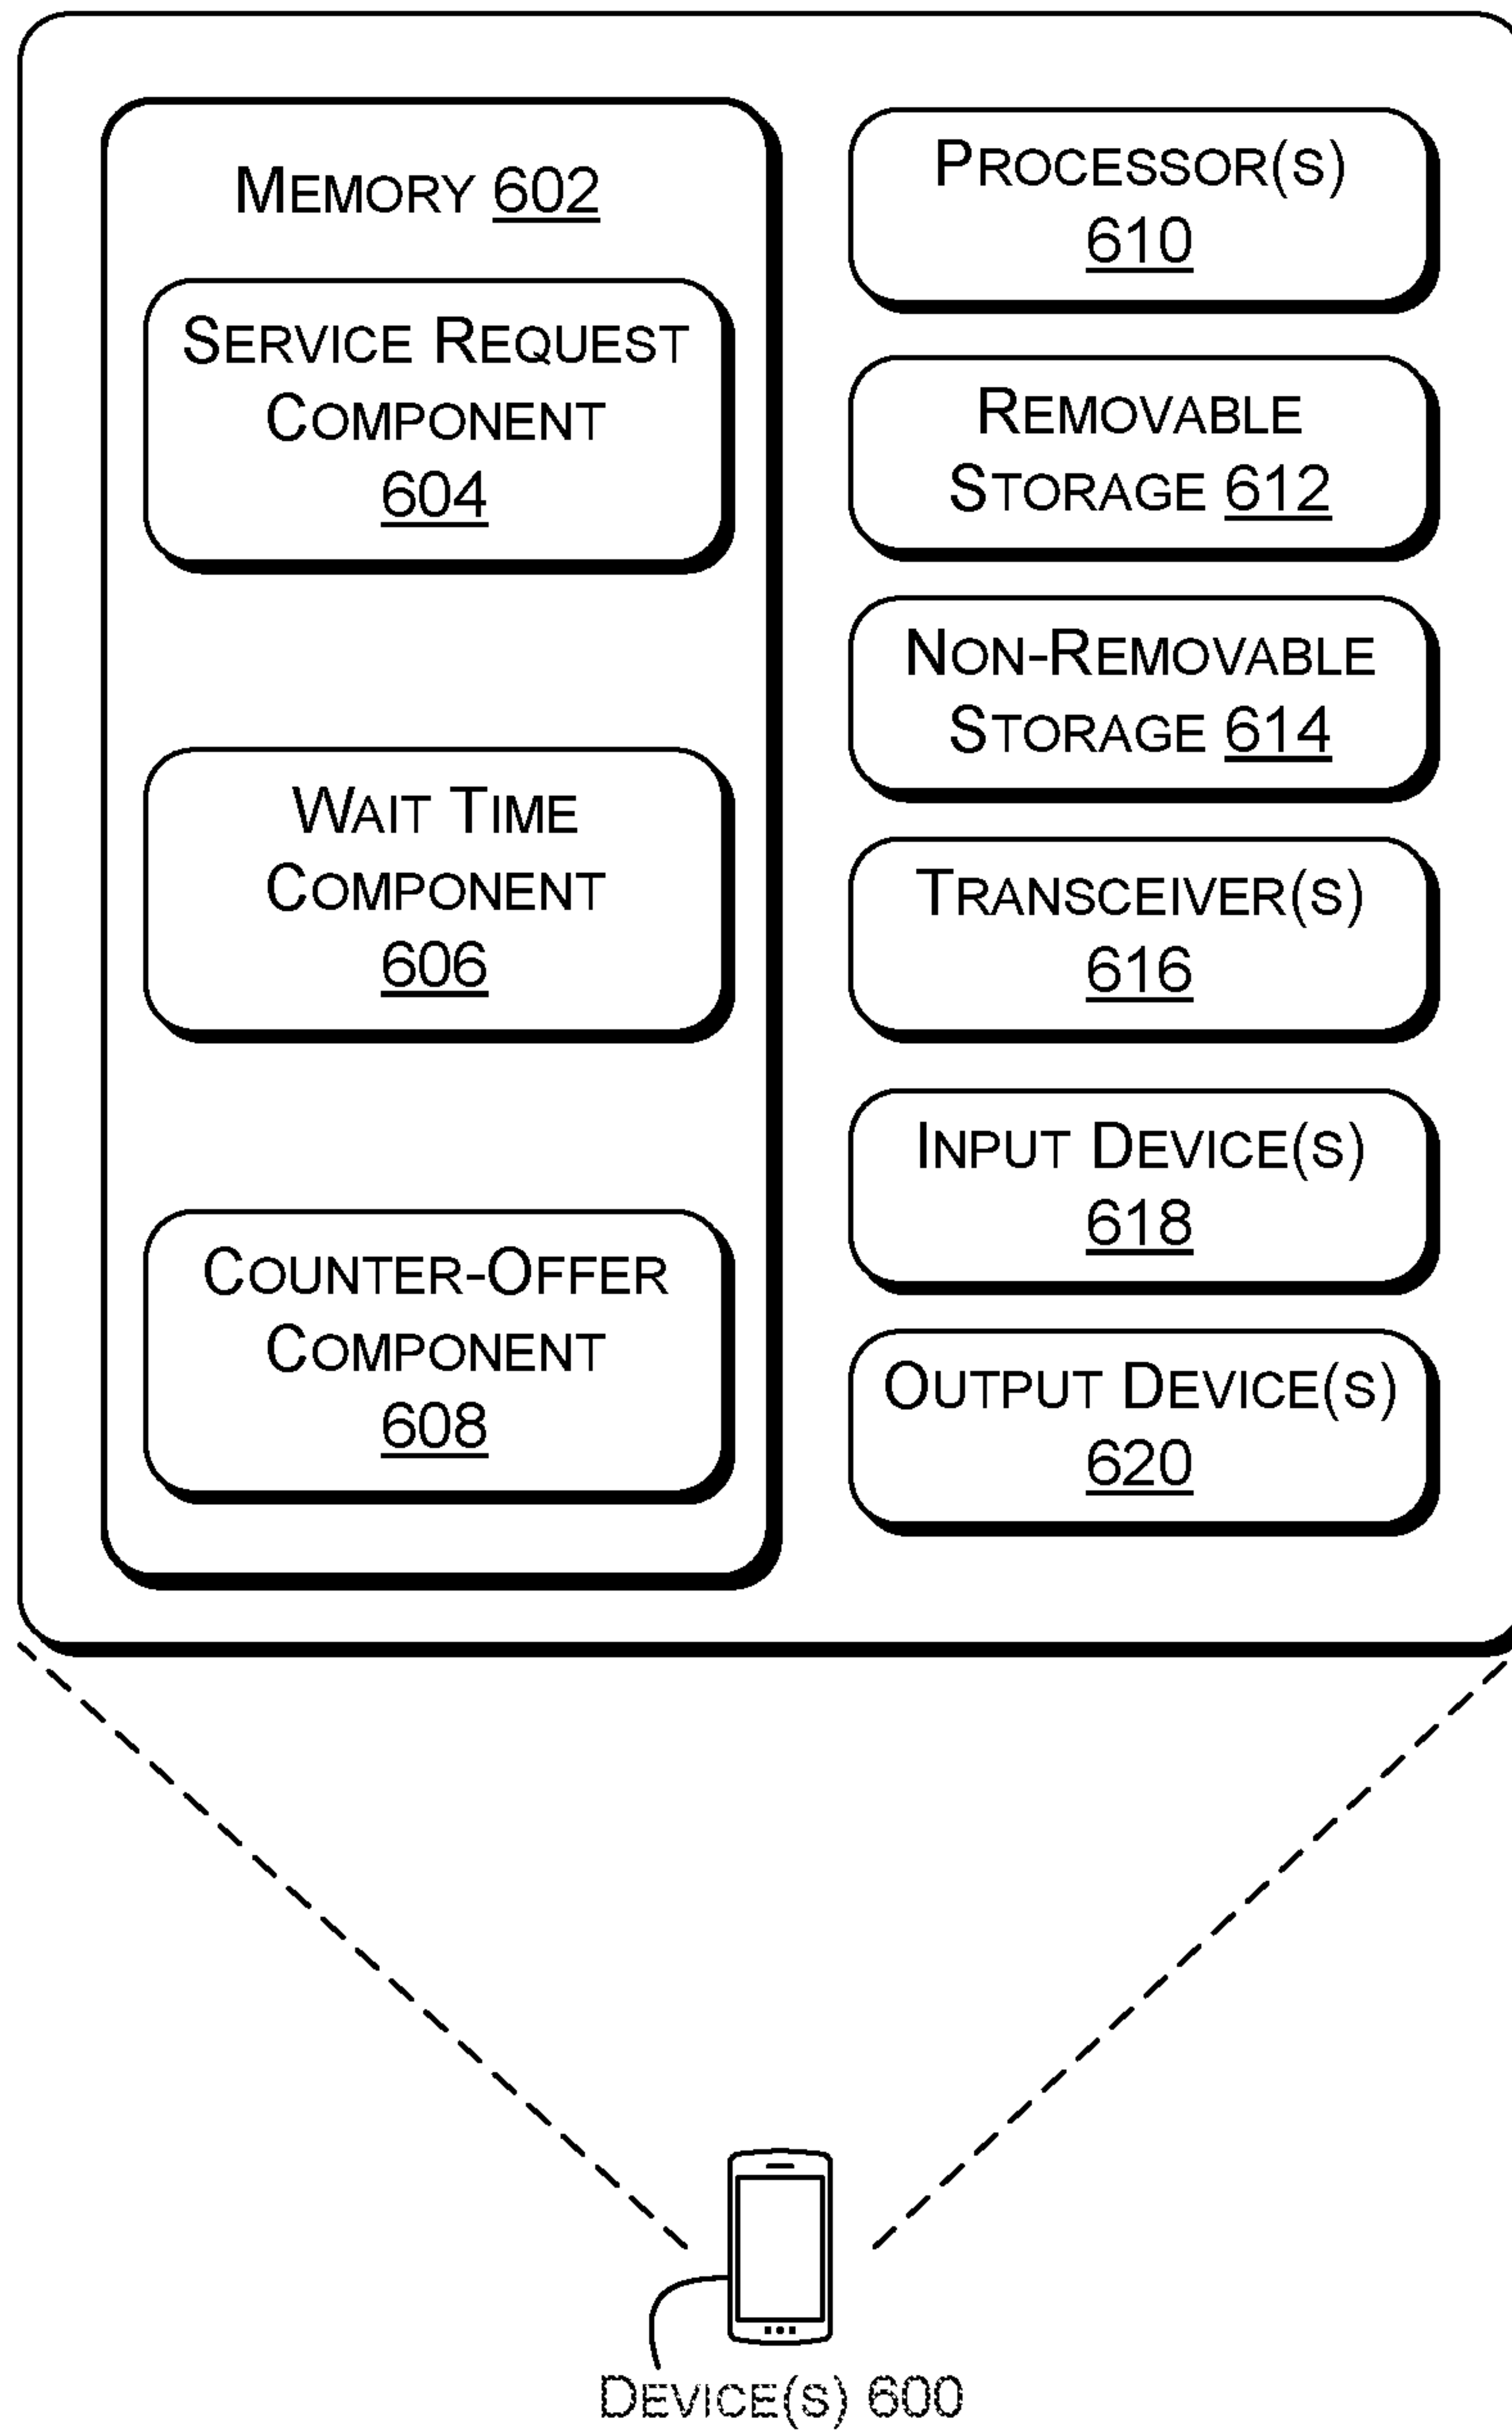 MEMORY 602
SERVICE REQUEST
COMPONENT
604
WAIT TIME
COMPONENT
606
COUNTER-OFFER
COMPONENT
608
PROCESSOR(S)
610
REMOVABLE
STORAGE 612
NON-REMOVABLE
STORAGE 614
TRANSCEIVER(S)
616
INPUT DEVICE(S)
618
OUTPUT DEVICE(S)
620
DEVICE(S) 600